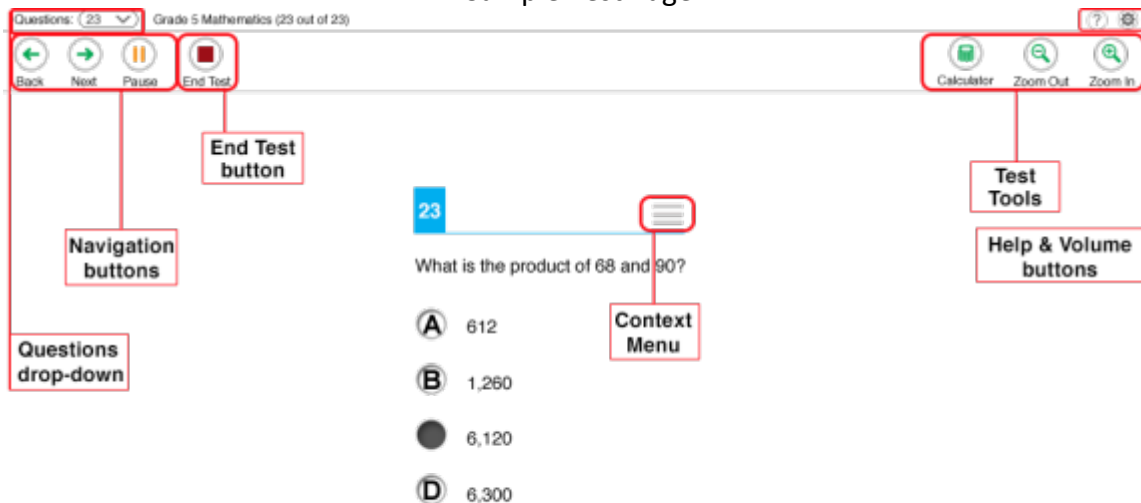 Questions: 23 Grade 5 Mathematics (23 out of 23)
Back Next Pause End Test Calculator Zoom Out Zoom In
End Test
button
Test
Tools
23
Navigation
buttons
Help & Volume
buttons
What is the product of 68 and 90?
A 612
Context
Menu
Questions
drop-down
B 1,260
6,120
D 6,300